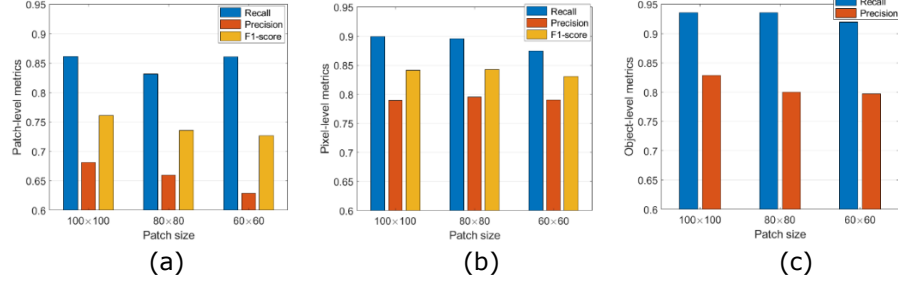 0.95
0.9
0.85
0.8
0.75
0.7
0.65
0.6
Patch-level metrics
Recall
Precision
F1-score
100×100
80×80
60×60
Patch size
(a)
0.95
0.9
0.85
0.8
0.75
0.7
0.65
0.6
Pixel-level metrics
Recall
Precision
F1-score
100×100
80×80
60×60
Patch size
(b)
0.95
0.9
0.85
0.8
0.75
0.7
0.65
0.6
Object-level metrics
Recall
Precision
100×100
80×80
60×60
Patch size
(c)